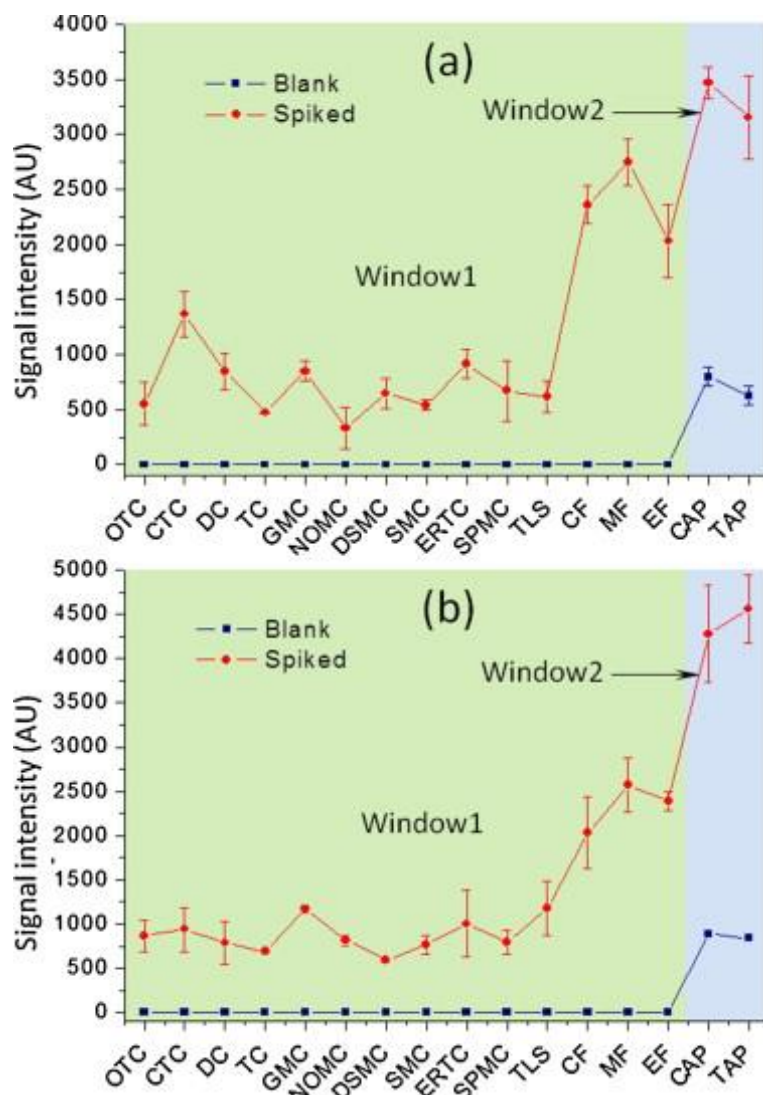 4000
(a)
3500
Blank
Spiked
Window2
3000
2500
2000
Window1
1500
1000
500
0
Signal intensity (AU)
OTC
CTC
DC
TC
GMC
NOMC
DSMC
SMC
ERTC
SPMC
TLS
CF
MF
EF
CAP
TAP
5000
(b)
4500
Blank
Spiked
4000
Window2
3500
3000
2500
2000
Window1
1500
1000
500
0
Signal intensity (AU)
OTC
CTC
DC
TC
GMC
NOMC
DSMC
SMC
ERTC
SPMC
TLS
CF
MF
EF
CAP
TAP